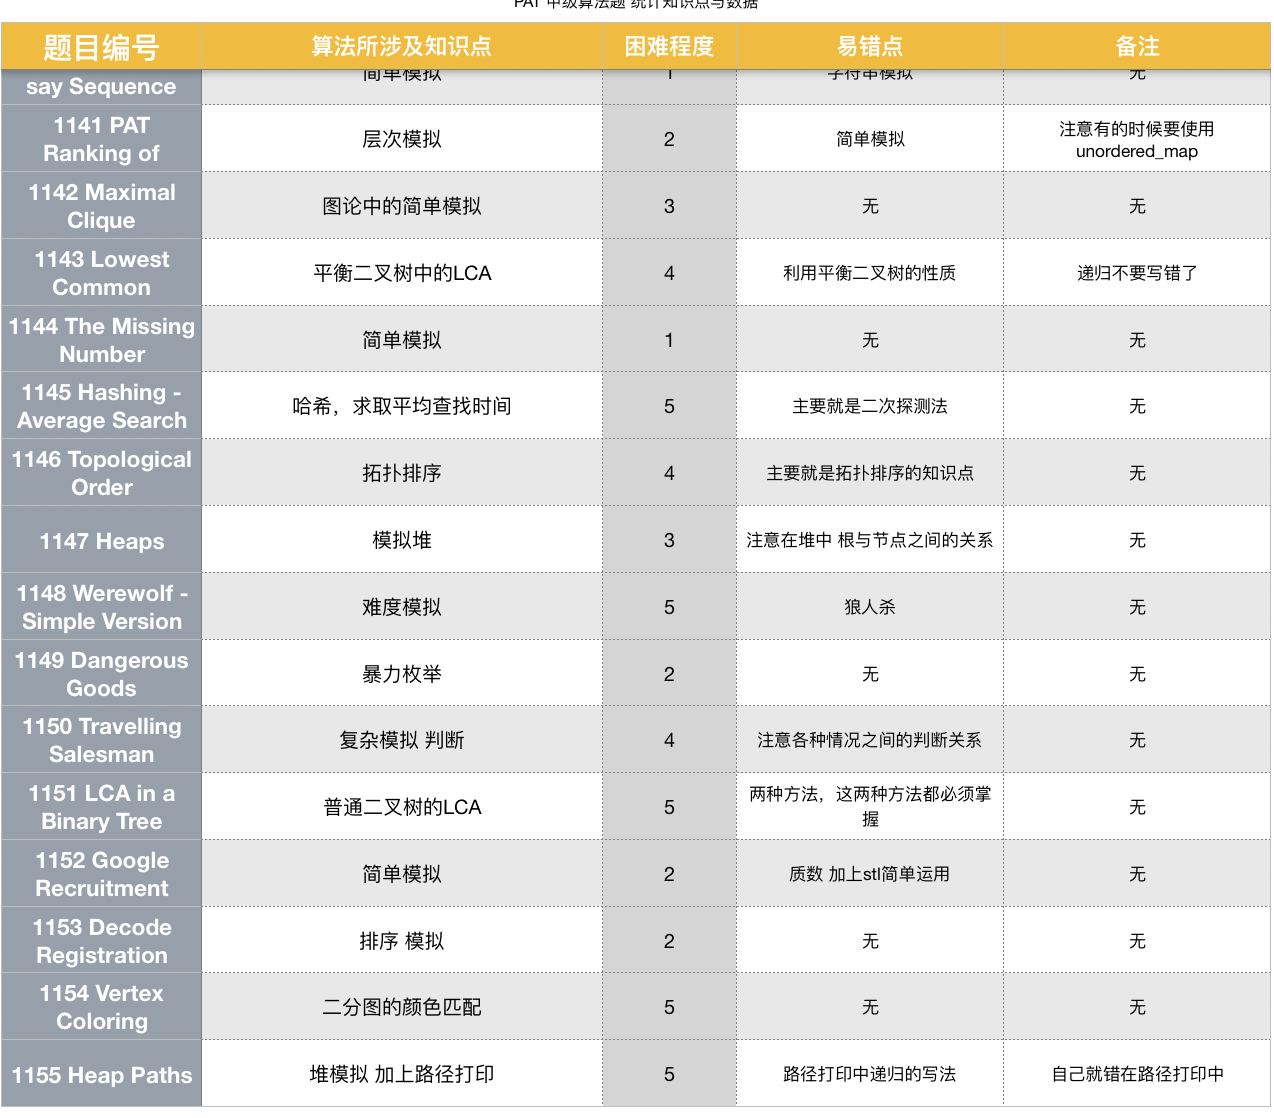 PAT 甲级算法题 统计知识点与数据
题目编号 算法所涉及知识点 困难程度 易错点 备注
say Sequence 简单模拟 1 字符串模拟 无
1141 PAT
Ranking of 层次模拟 2 简单模拟 注意有的时候要使用
unordered_map
1142 Maximal
Clique 图论中的简单模拟 3 无 无
1143 Lowest
Common 平衡二叉树中的LCA 4 利用平衡二叉树的性质 递归不要写错了
1144 The Missing
Number 简单模拟 1 无 无
1145 Hashing -
Average Search 哈希，求取平均查找时间 5 主要就是二次探测法 无
1146 Topological
Order 拓扑排序 4 主要就是拓扑排序的知识点 无
1147 Heaps 模拟堆 3 注意在堆中 根与节点之间的关系 无
1148 Werewolf -
Simple Version 难度模拟 5 狼人杀 无
1149 Dangerous
Goods 暴力枚举 2 无 无
1150 Travelling
Salesman 复杂模拟 判断 4 注意各种情况之间的判断关系 无
1151 LCA in a
Binary Tree 普通二叉树的LCA 5 两种方法，这两种方法都必须掌
握 无
1152 Google
Recruitment 简单模拟 2 质数 加上stl简单运用 无
1153 Decode
Registration 排序 模拟 2 无 无
1154 Vertex
Coloring 二分图的颜色匹配 5 无 无
1155 Heap Paths 堆模拟 加上路径打印 5 路径打印中递归的写法 自己就错在路径打印中